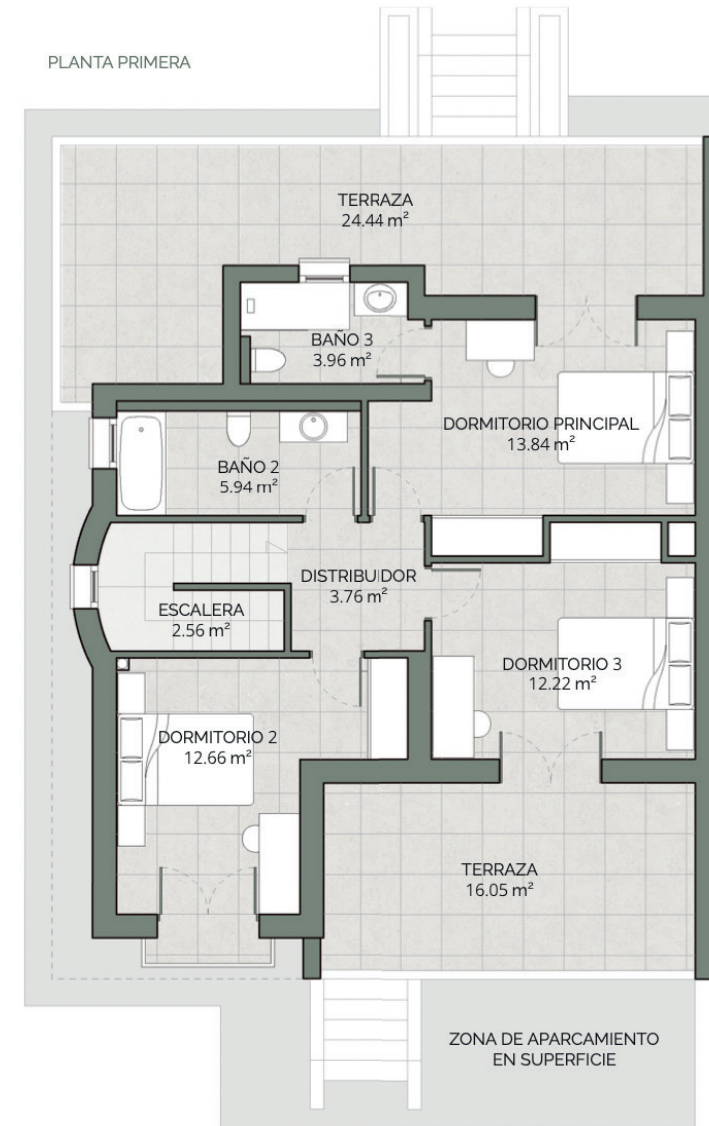 PLANTA PRIMERA
TERRAZA
24.44 m²
BAÑO 3
3.96 m²
DORMITORIO PRINCIPAL
13.84 m²
BAÑO 2
5.94 m²
DISTRIBUIDOR
3.76 m²
ESCALERA
2.56 m²
DORMITORIO 3
12.22 m²
DORMITORIO 2
12.66 m²
TERRAZA
16.05 m²
ZONA DE APARCAMIENTO
EN SUPERFICIE